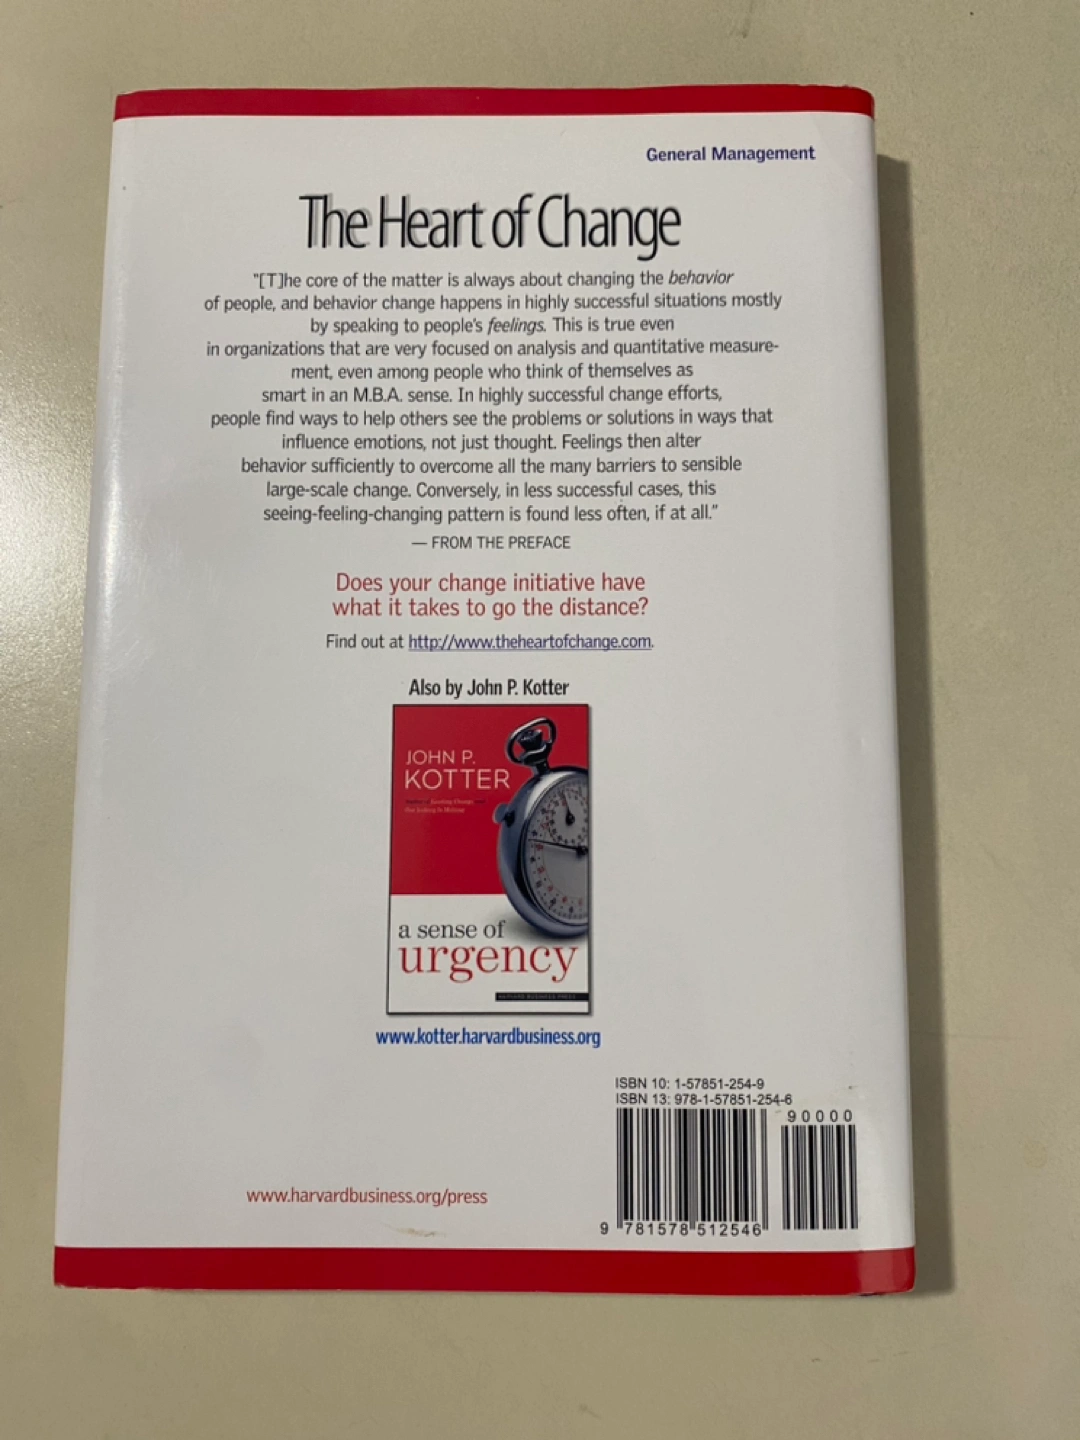 General Management
The Heart of Change
"[T]he core of the matter is always about changing the behavior
of people, and behavior change happens in highly successful situations mostly
by speaking to people's feelings. This is true even
in organizations that are very focused on analysis and quantitative measure-
ment, even among people who think of themselves as
smart in an M.B.A. sense. In highly successful change efforts,
people find ways to help others see the problems or solutions in ways that
influence emotions, not just thought. Feelings then alter
behavior sufficiently to overcome all the many barriers to sensible
large-scale change. Conversely, in less successful cases, this
seeing-feeling-changing pattern is found less often, if at all."
— FROM THE PREFACE
Does your change initiative have
what it takes to go the distance?
Find out at http://www.theheartofchange.com.
Also by John P. Kotter
JOHN P.
KOTTER
a sense of
urgency
HARVARD BUSINESS PRESS
www.kotter.harvardbusiness.org
ISBN 10: 1-57851-254-9
ISBN 13: 978-1-57851-254-6
90000
www.harvardbusiness.org/press
9 781578 512546